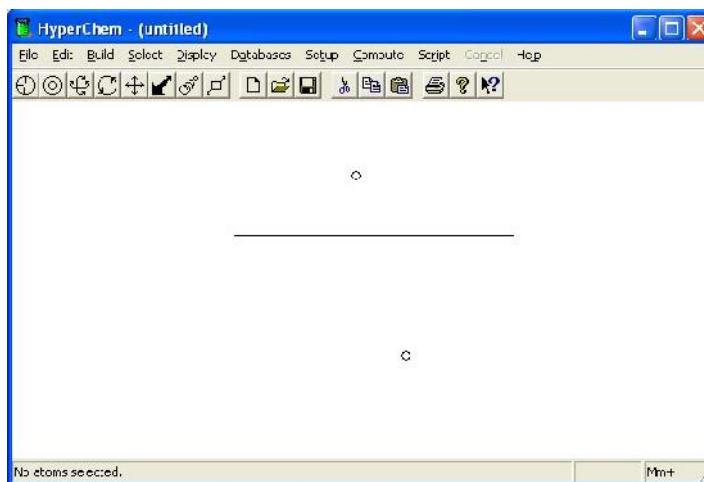 HyperChem - (untitled)
File Edit Build Select Display Databases Setup Compute Script Cancel Help
No atoms selected.
Mm+